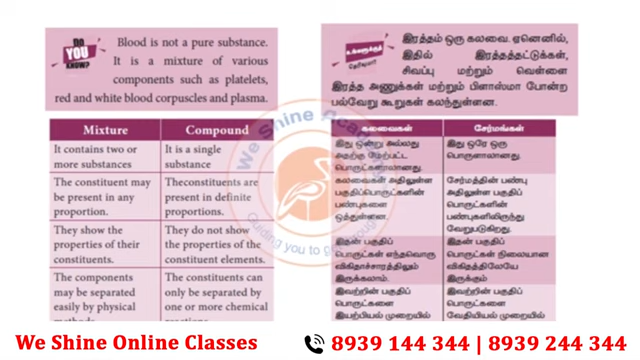 DO YOU KNOW?
Blood is not a pure substance.
It is a mixture of various
components such as platelets,
red and white blood corpuscles and plasma.
Mixture Compound
It contains two or It is a single
more substances substance
The constituent may Theconstituents are
be present in any present in definite
proportion. proportions.
They show the They do not show
properties of their the properties of the
constituents. constituent elements.
The components The constituents can
may be separated only be separated by
easily by physical one or more chemical
உங்களுக்குத் தெரியுமா?
இரத்தம் ஒரு கலவை. ஏனெனில்,
இதில் இரத்தத்தட்டுக்கள்,
சிவப்பு மற்றும் வெள்ளை
இரத்த அணுக்கள் மற்றும் பிளாஸ்மா போன்ற
பல்வேறு கூறுகள் கலந்துள்ளன.
கலவைகள் சேர்மங்கள்
இது ஒன்று அல்லது இது ஒரே ஒரு
அதற்கு மேற்பட்ட பொருளாலானது.
பொருட்களாலானது.
கலவைகள் அதிலுள்ள சேர்மத்தின் பண்பு
பகுதிப்பொருட்களின் அதிலுள்ள பகுதிப்
பண்புகளை பொருட்களின்
ஒத்துள்ளன. பண்புகளிலிருந்து
வேறுபடுகிறது.
இதன் பகுதிப் இதன் பகுதிப்
பொருட்கள் எந்தவொரு பொருட்கள் நிலையான
விகிதாச்சாரத்திலும் விகிதத்திலேயே
இருக்கலாம். இருக்கும்
இவற்றின் பகுதிப் இவற்றின் பகுதிப்
பொருட்களை பொருட்களை
இயற்பியல் முறையில் வேதியியல் முறையில்
We Shine Academy
Guiding you to
We Shine Online Classes
8939 144 344 | 8939 244 344